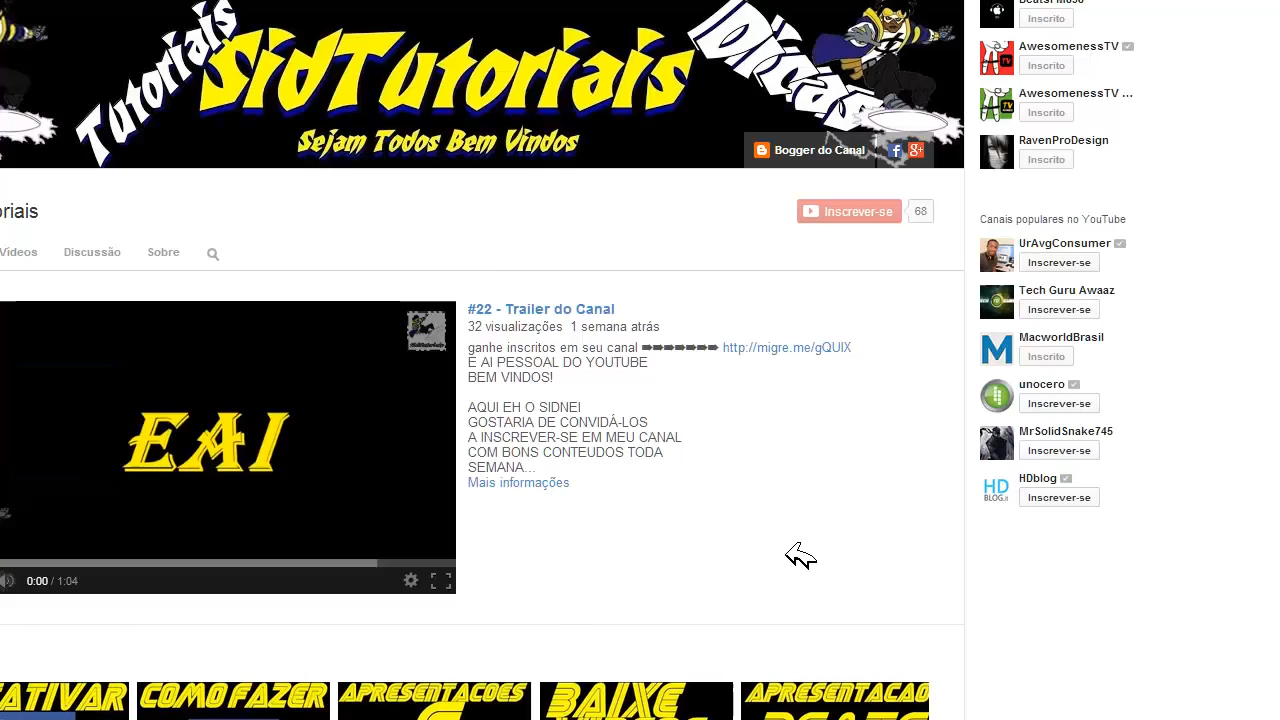 Tutoriais
SidTutoriais
Dicas
Sejam Todos Bem Vindos
Bogger do Canal
oriais
Inscrever-se 68
Vídeos Discussão Sobre
EAI
0:00 / 1:04
#22 - Trailer do Canal
32 visualizações 1 semana atrás
ganhe inscritos em seu canal ➨➨➨➨➨➨➨ http://migre.me/gQUIX
E AI PESSOAL DO YOUTUBE
BEM VINDOS!
AQUI EH O SIDNEI
GOSTARIA DE CONVIDÁ-LOS
A INSCREVER-SE EM MEU CANAL
COM BONS CONTEUDOS TODA
SEMANA...
Mais informações
ATIVAR
COMO FAZER
APRESENTACOES
BAIXE
APRESENTACAO
Inscrito
AwesomenessTV
Inscrito
AwesomenessTV ...
Inscrito
RavenProDesign
Inscrito
Canais populares no YouTube
UrAvgConsumer
Inscrever-se
Tech Guru Awaaz
Inscrever-se
MacworldBrasil
Inscrito
unocero
Inscrever-se
MrSolidSnake745
Inscrever-se
HDblog
Inscrever-se
HD
BLOG.it